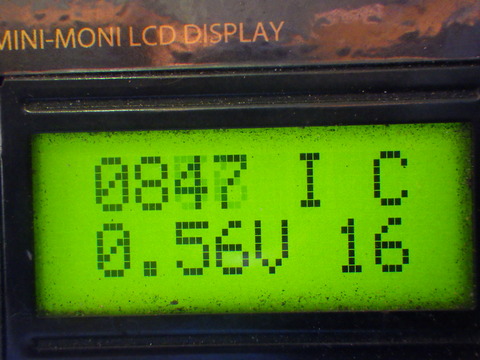 MINI-MONI LCD DISPLAY
0847 I C
0.56V 16